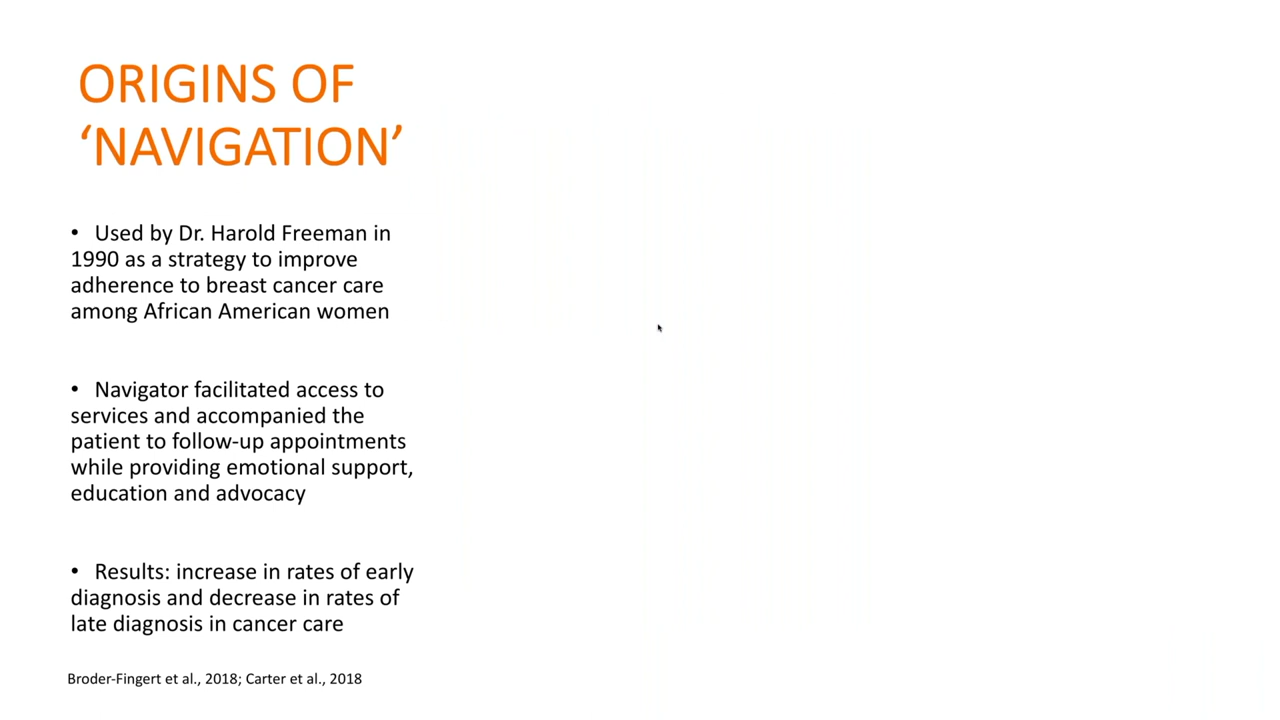 ORIGINS OF
‘NAVIGATION’
• Used by Dr. Harold Freeman in
1990 as a strategy to improve
adherence to breast cancer care
among African American women
• Navigator facilitated access to
services and accompanied the
patient to follow-up appointments
while providing emotional support,
education and advocacy
• Results: increase in rates of early
diagnosis and decrease in rates of
late diagnosis in cancer care
Broder-Fingert et al., 2018; Carter et al., 2018